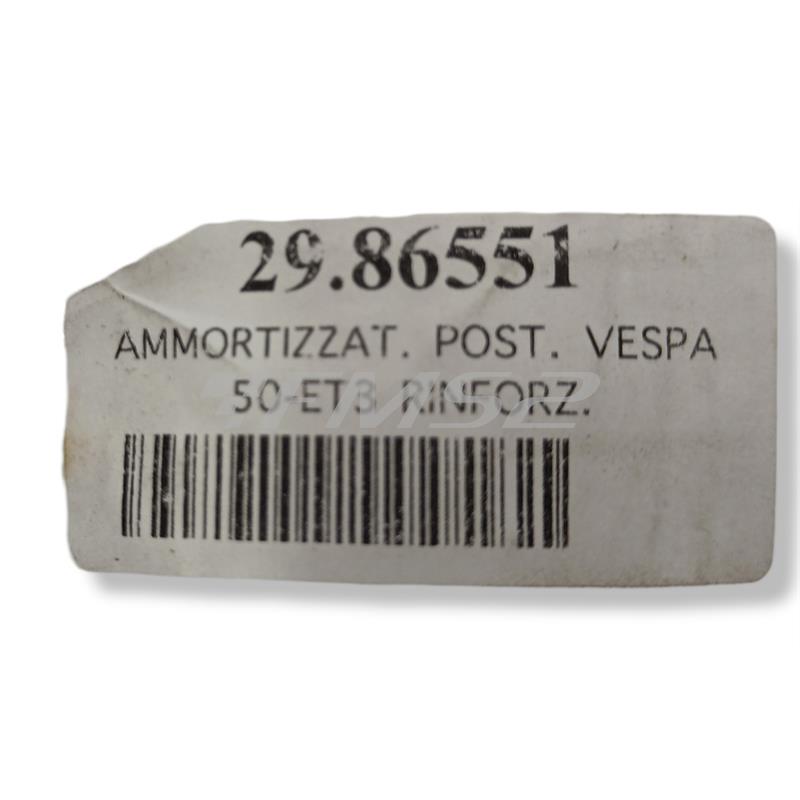 29.86551
AMMORTIZZAT. POST. VESPA
50-ET3 RINFORZ.